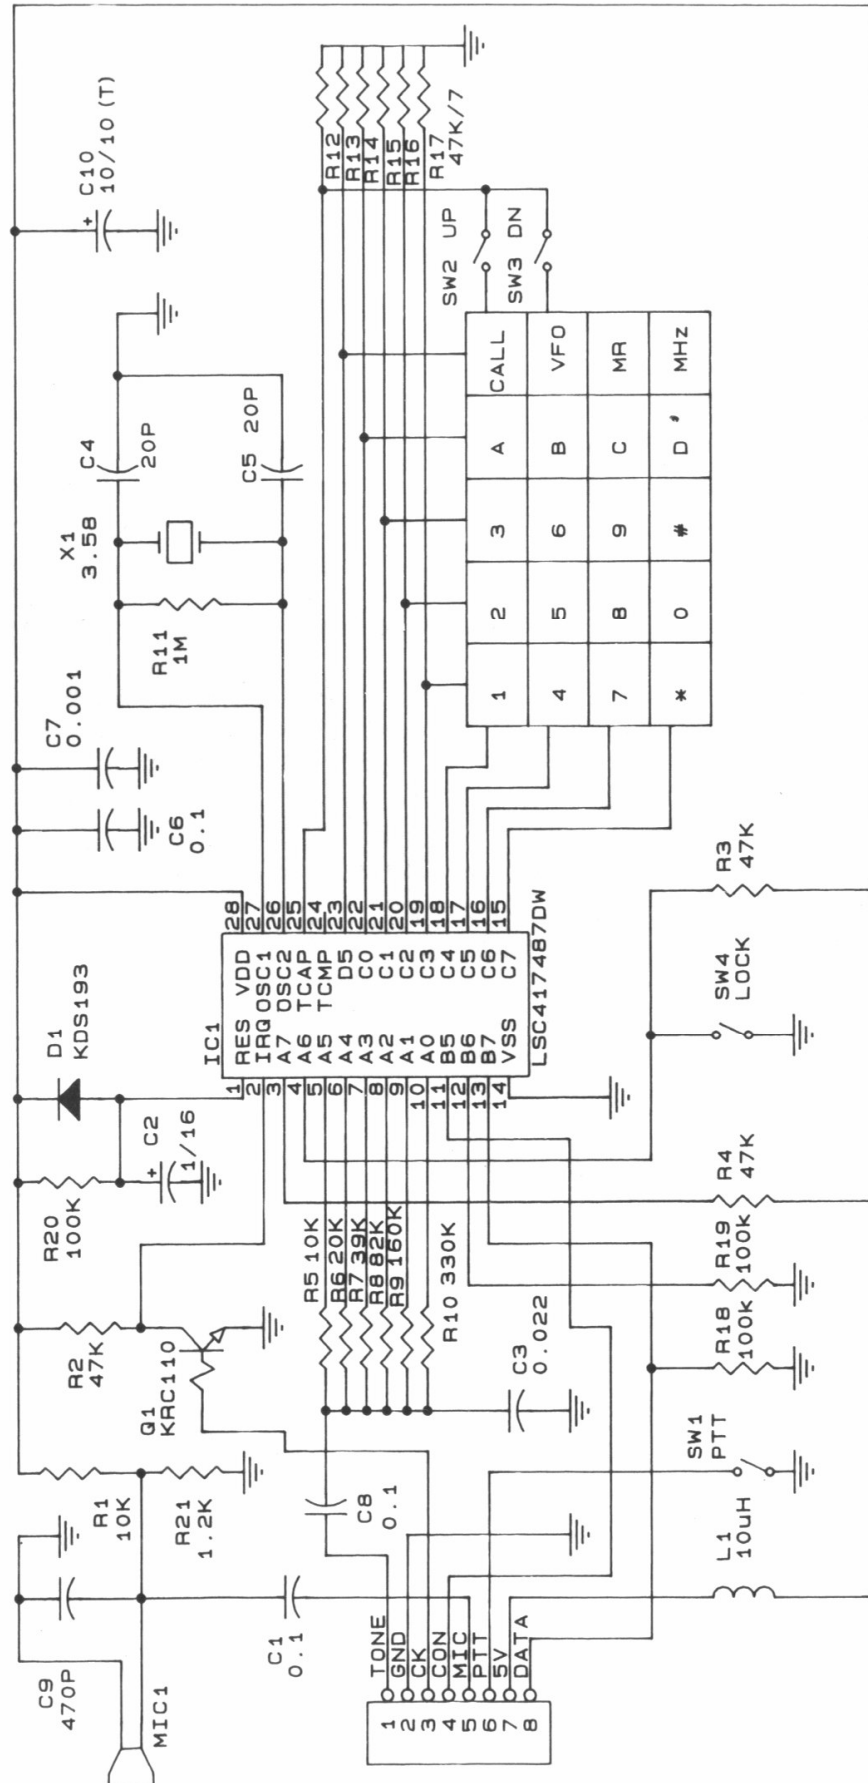 C9
470P
MIC1
R1
10K
R21
1.2K
C1
0.1
R2
47K
Q1
KRC110
R20
100K
C2
+
1/16
D1
KDS193
C6
0.1
C7
0.001
X1
3.58
R11
1M
C4
20P
C5 20P
C10
10/10 (T)
+
C8
0.1
R5 10K
R6 20K
R7 39K
R8 82K
R9 160K
R10 330K
C3
0.022
IC1
LSC417487DW
1 RES
2 IRQ
3 A7
4 A6
5 A5
6 A4
7 A3
8 A2
9 A1
10 A0
11 B5
12 B6
13 B7
14 VSS
VDD 28
OSC1 27
OSC2 26
TCAP 25
TCMP 24
D5 23
C0 22
C1 21
C2 20
C3 19
C4 18
C5 17
C6 16
C7 15
R12
R13
R14
R15
R16
R17
47K/7
SW2 UP
SW3 DN
1 2 3 A CALL
4 5 6 B VFO
7 8 9 C MR
* 0 # D' MHz
1 TONE
2 GND
3 CK
4 CON
5 MIC
6 PTT
7 5V
8 DATA
L1
10uH
SW1
PTT
R18
100k
R19
100k
R4
47K
SW4
LOCK
R3
47K